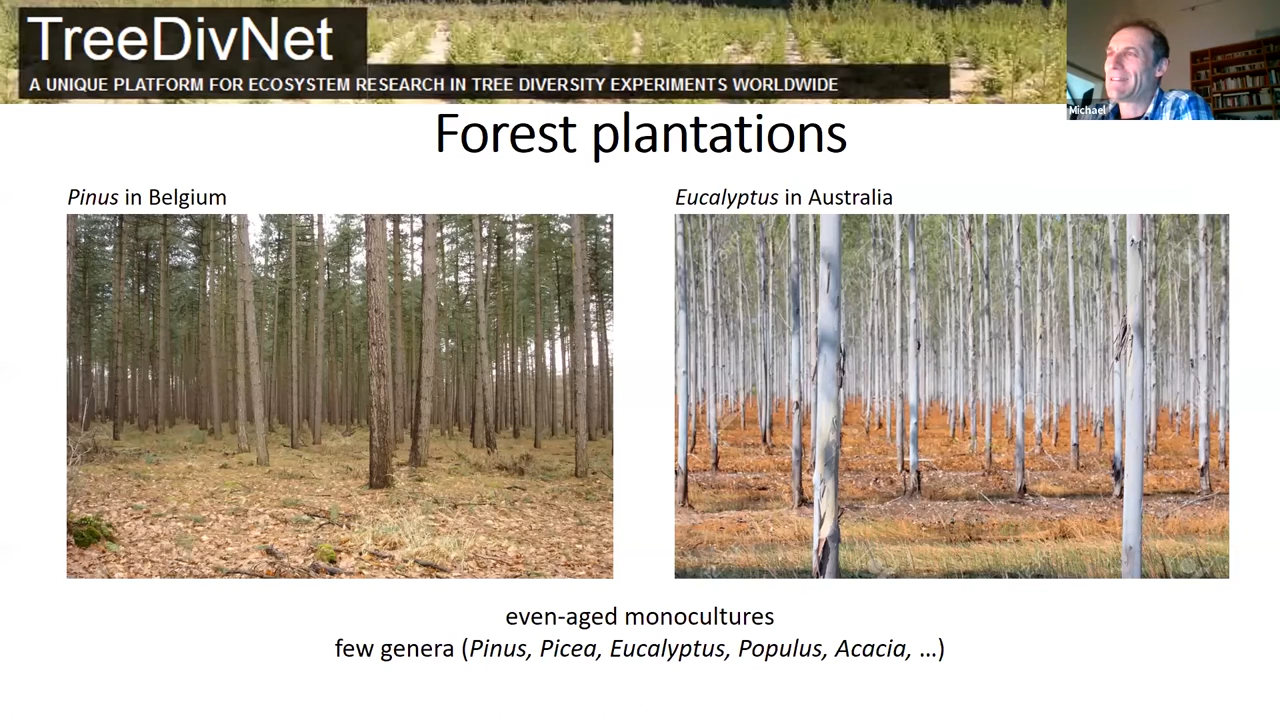 TreeDivNet
A UNIQUE PLATFORM FOR ECOSYSTEM RESEARCH IN TREE DIVERSITY EXPERIMENTS WORLDWIDE
Michael
Forest plantations
Pinus in Belgium
Eucalyptus in Australia
even-aged monocultures
few genera (Pinus, Picea, Eucalyptus, Populus, Acacia, ...)